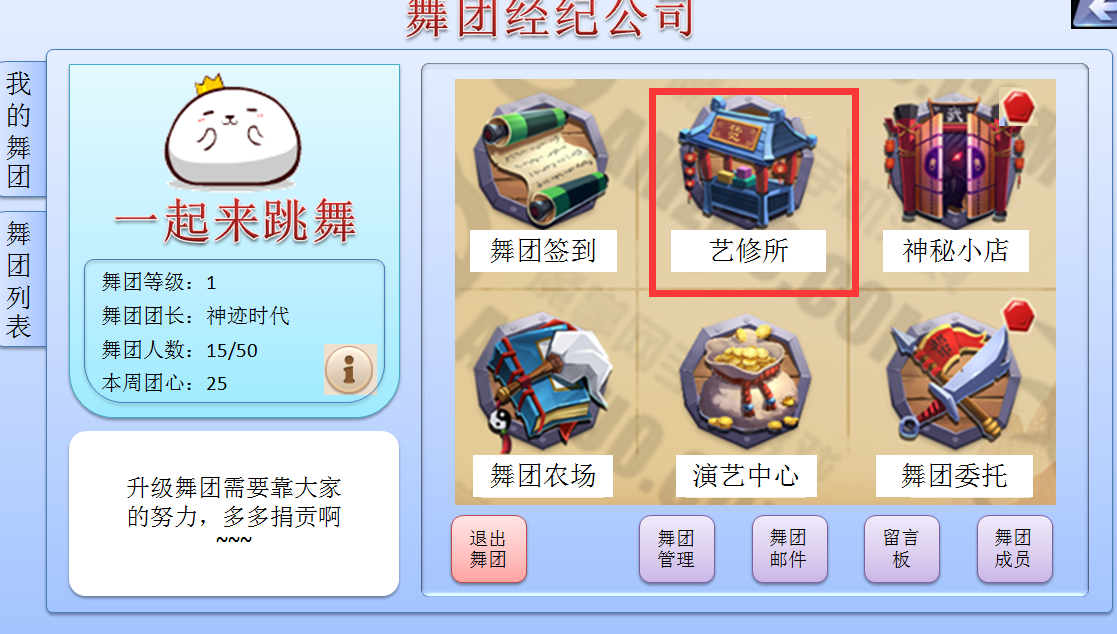 舞团经纪公司
我的舞团
舞团列表
一起来跳舞
舞团等级：1
舞团团长：神迹时代
舞团人数：15/50
本周团心：25
升级舞团需要靠大家
的努力，多多捐贡啊
~~~
舞团签到
艺修所
神秘小店
舞团农场
演艺中心
舞团委托
退出
舞团
舞团
管理
舞团
邮件
留言
板
舞团
成员